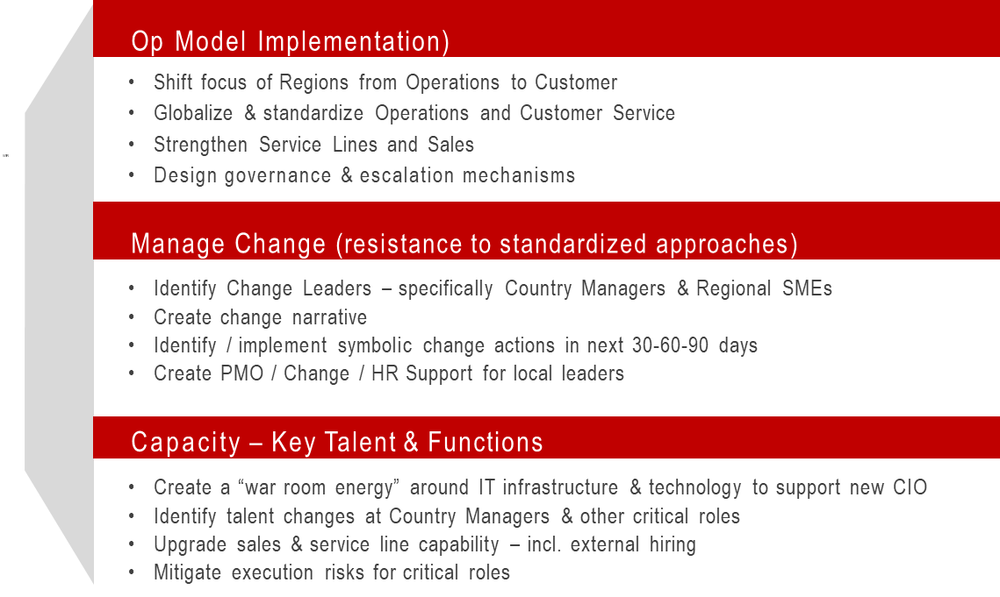 Op Model Implementation)
• Shift focus of Regions from Operations to Customer
• Globalize & standardize Operations and Customer Service
• Strengthen Service Lines and Sales
• Design governance & escalation mechanisms
Manage Change (resistance to standardized approaches)
• Identify Change Leaders – specifically Country Managers & Regional SMEs
• Create change narrative
• Identify / implement symbolic change actions in next 30-60-90 days
• Create PMO / Change / HR Support for local leaders
Capacity – Key Talent & Functions
• Create a “war room energy” around IT infrastructure & technology to support new CIO
• Identify talent changes at Country Managers & other critical roles
• Upgrade sales & service line capability – incl. external hiring
• Mitigate execution risks for critical roles